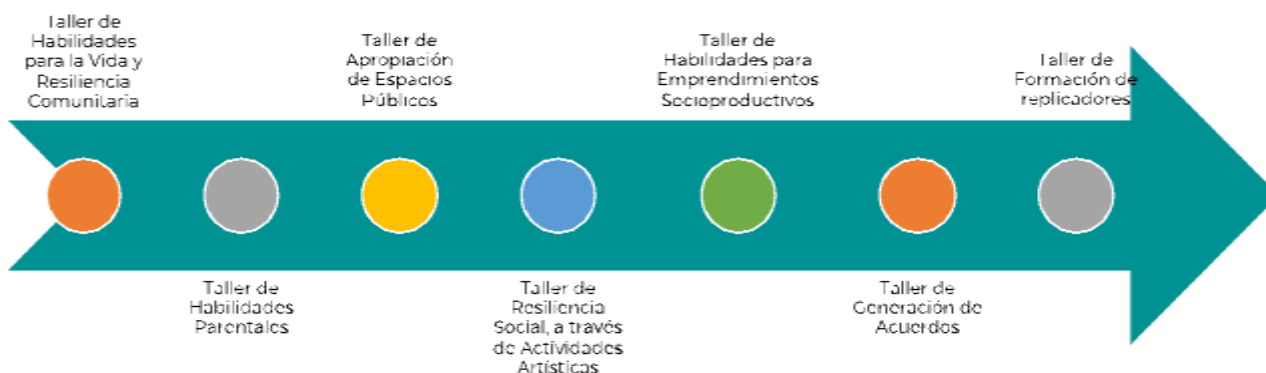 Taller de
Habilidades
para la Vida y
Resiliencia
Comunitaria
Taller de
Habilidades
Parentales
Taller de
Apropiación
de Espacios
Públicos
Taller de
Resiliencia
Social, a través
de Actividades
Artísticas
Taller de
Habilidades para
Emprendimientos
Socioproductivos
Taller de
Generación de
Acuerdos
Taller de
Formación de
replicadores